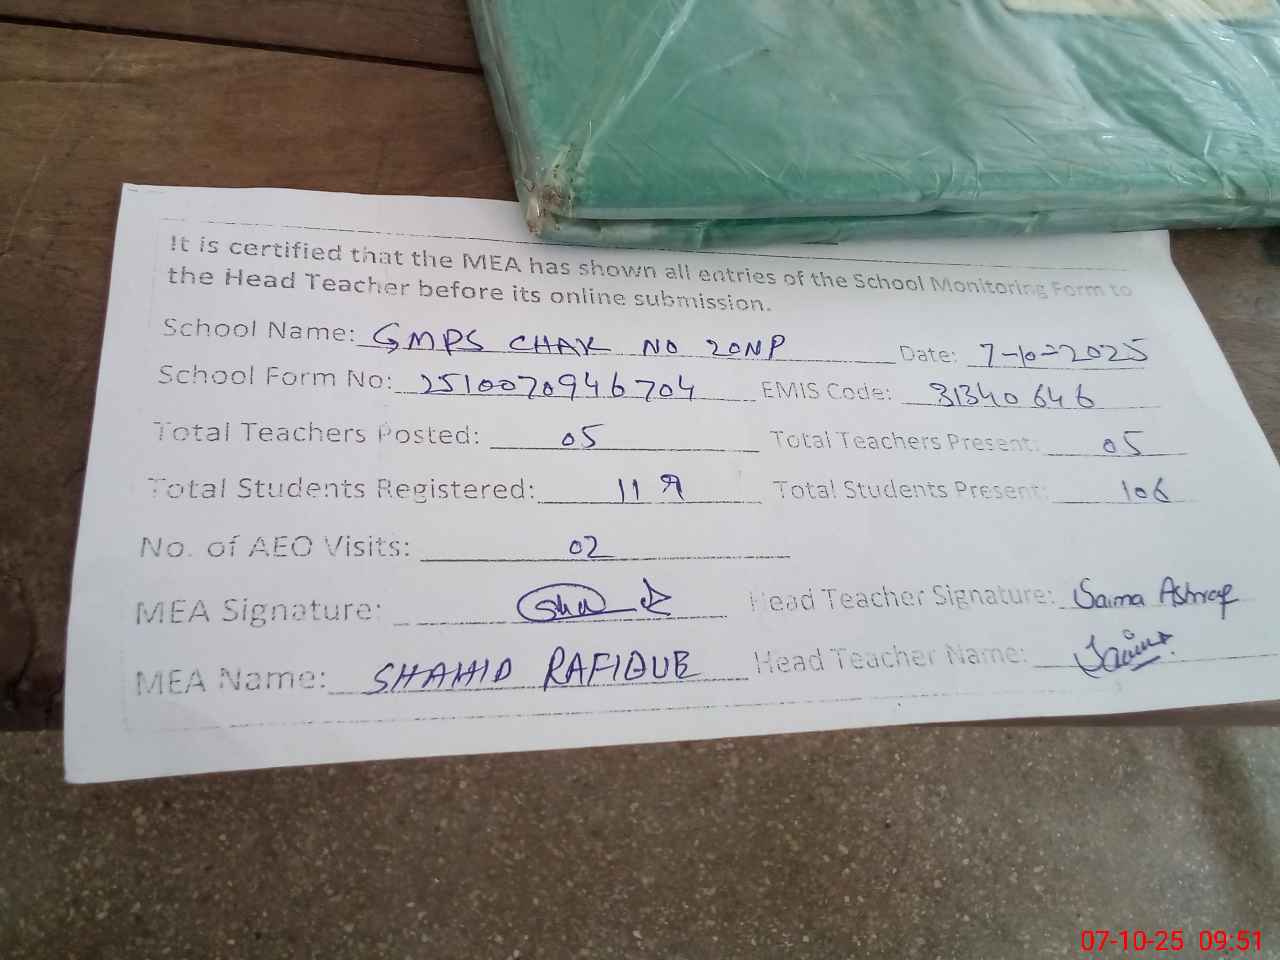 It is certified that the MEA has shown all entries of the School Monitoring Form to
the Head Teacher before its online submission.
School Name: GMPS CHAK NO 20NP Date: 7-10-2025
School Form No: 2510070946704 EMIS Code: 31340646
Total Teachers Posted: 05 Total Teachers Present: 05
Total Students Registered: 119 Total Students Present: 106
No. of AEO Visits: 02
MEA Signature: Head Teacher Signature: Saima Ashraf
MEA Name: SHAHID RAFIQUE Head Teacher Name: Saima
07-10-25 09:51